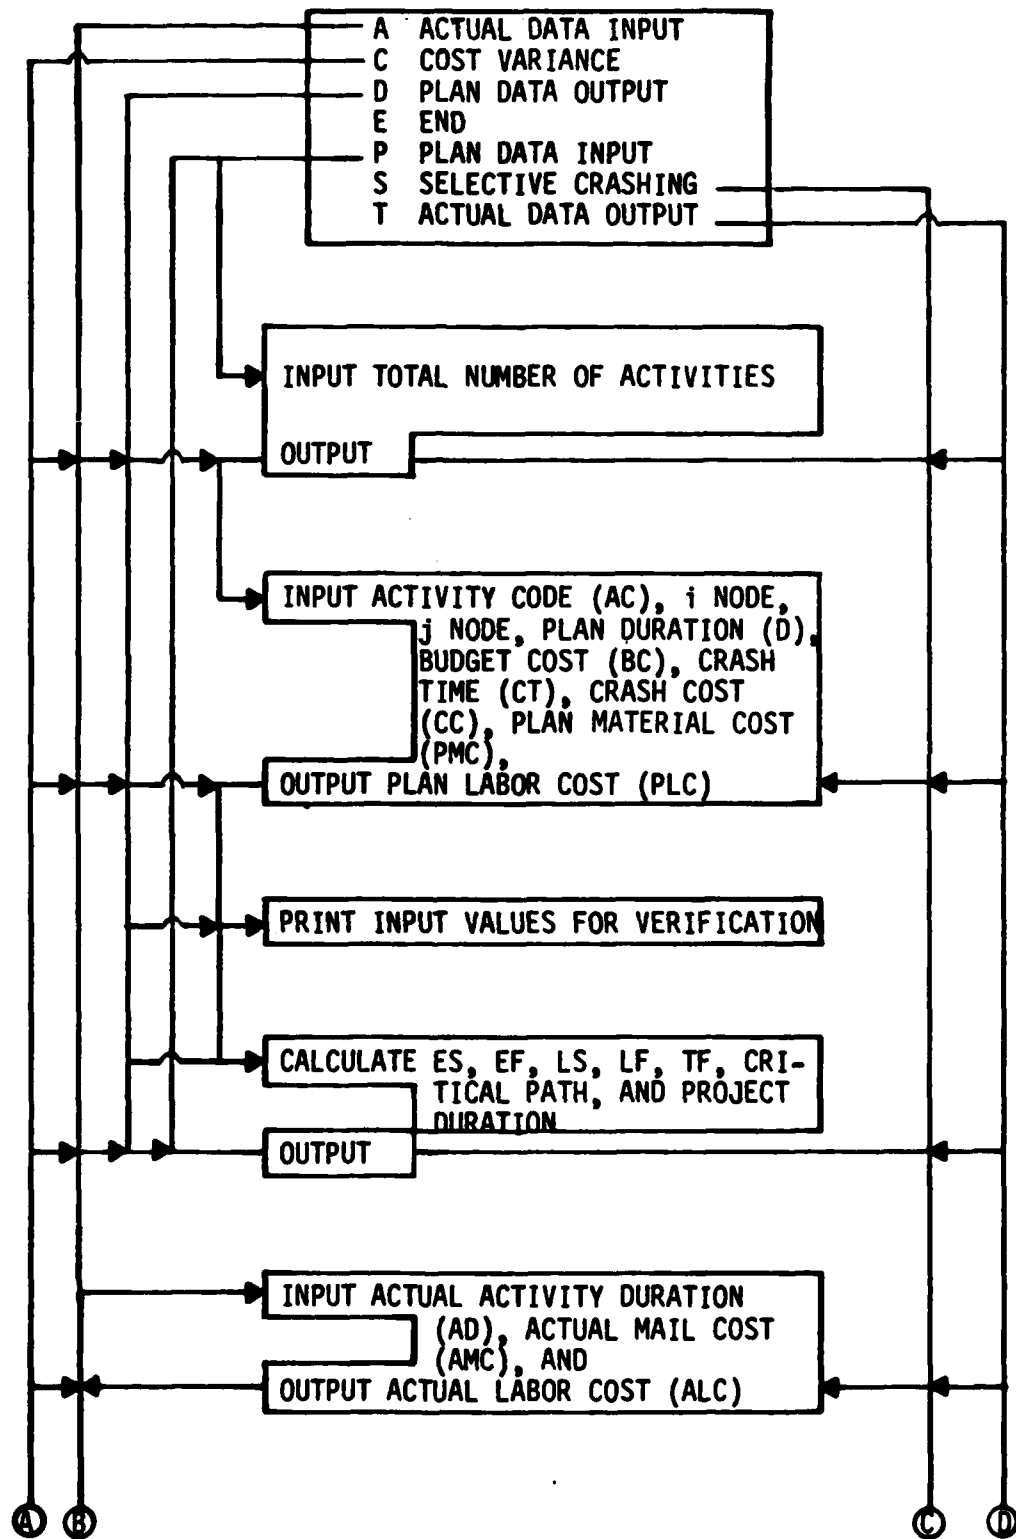 A ACTUAL DATA INPUT
C COST VARIANCE
D PLAN DATA OUTPUT
E END
P PLAN DATA INPUT
S SELECTIVE CRASHING
T ACTUAL DATA OUTPUT
INPUT TOTAL NUMBER OF ACTIVITIES
OUTPUT
INPUT ACTIVITY CODE (AC), i NODE,
j NODE, PLAN DURATION (D),
BUDGET COST (BC), CRASH
TIME (CT), CRASH COST
(CC), PLAN MATERIAL COST
(PMC),
OUTPUT PLAN LABOR COST (PLC)
PRINT INPUT VALUES FOR VERIFICATION
CALCULATE ES, EF, LS, LF, TF, CRI-
TICAL PATH, AND PROJECT
DURATION
OUTPUT
INPUT ACTUAL ACTIVITY DURATION
(AD), ACTUAL MAIL COST
(AMC), AND
OUTPUT ACTUAL LABOR COST (ALC)
A B C D